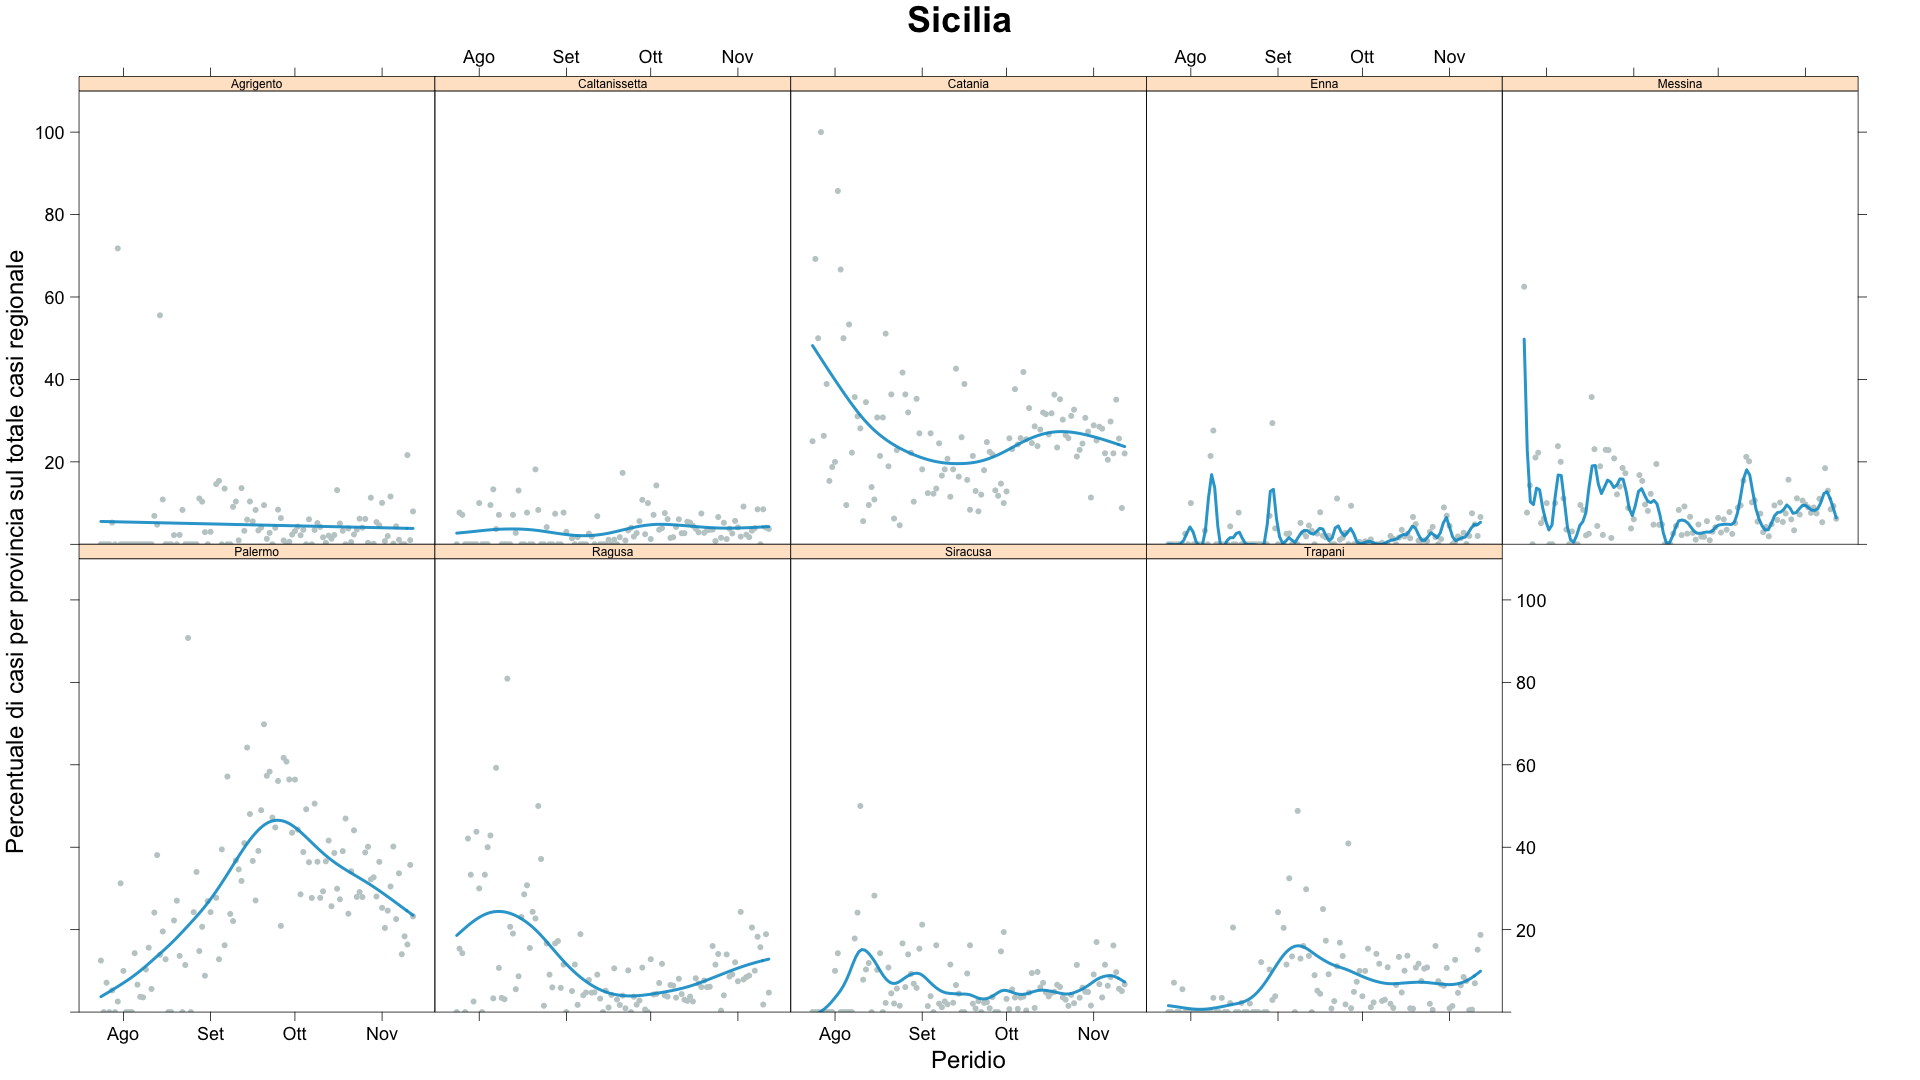 Sicilia
Ago Set Ott Nov Ago Set Ott Nov
Agrigento Caltanissetta Catania Enna Messina
100
80
60
40
20
Percentuale di casi per provincia sul totale casi regionale
Palermo Ragusa Siracusa Trapani
100
80
60
40
20
Ago Set Ott Nov Ago Set Ott Nov
Peridio